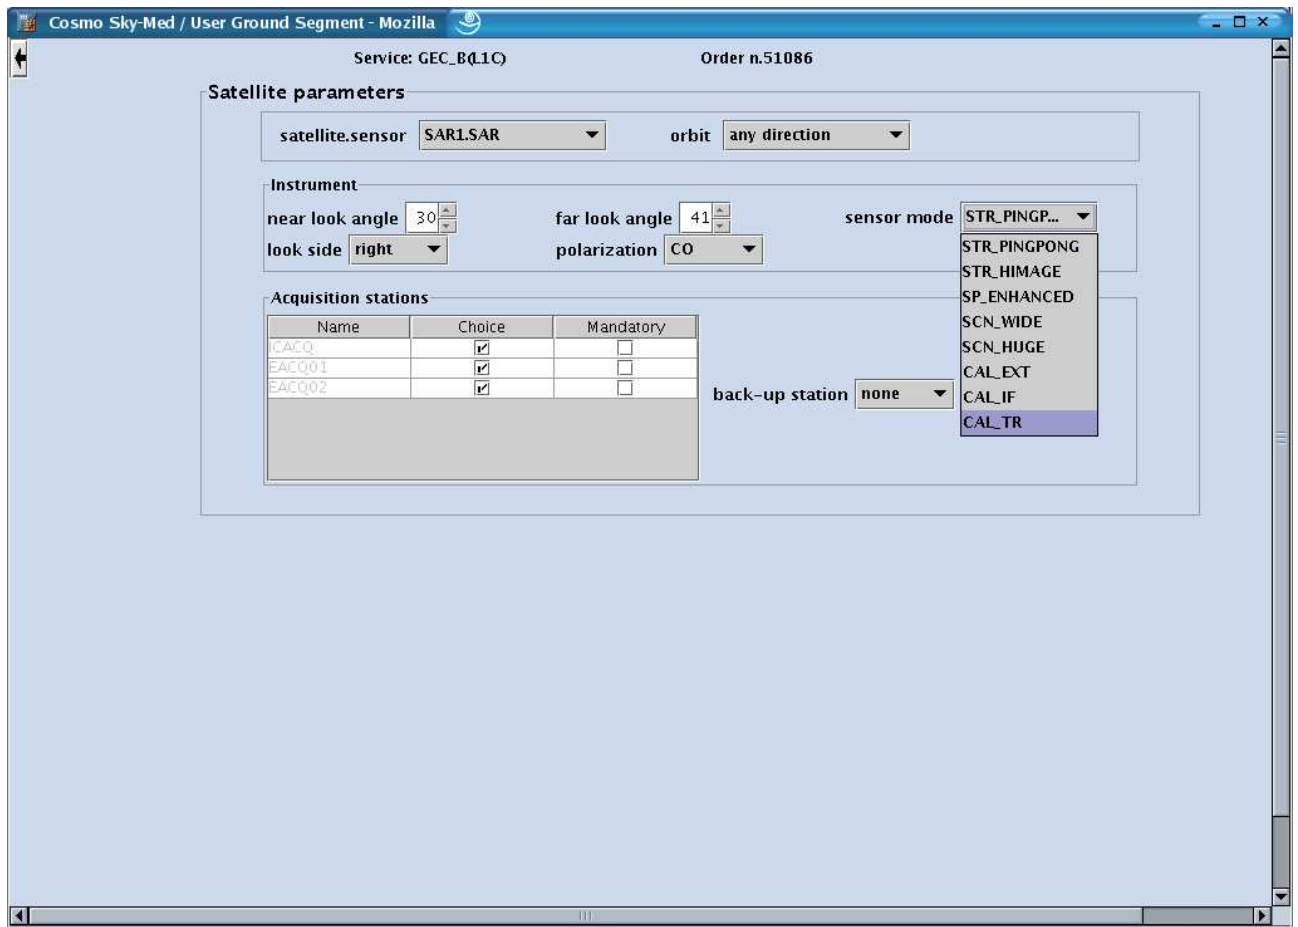 Cosmo Sky-Med / User Ground Segment - Mozilla
Service: GEC_B(L1C) Order n.51086
Satellite parameters
satellite.sensor SAR1.SAR orbit any direction
Instrument
near look angle 30 far look angle 41 sensor mode STR_PINGP...
look side right polarization CO
STR_PINGPONG
STR_HIMAGE
SP_ENHANCED
SCN_WIDE
SCN_HUGE
CAL_EXT
CAL_IF
CAL_TR
Acquisition stations
Name Choice Mandatory
ICACQ
EACQ01
EACQ02
back-up station none